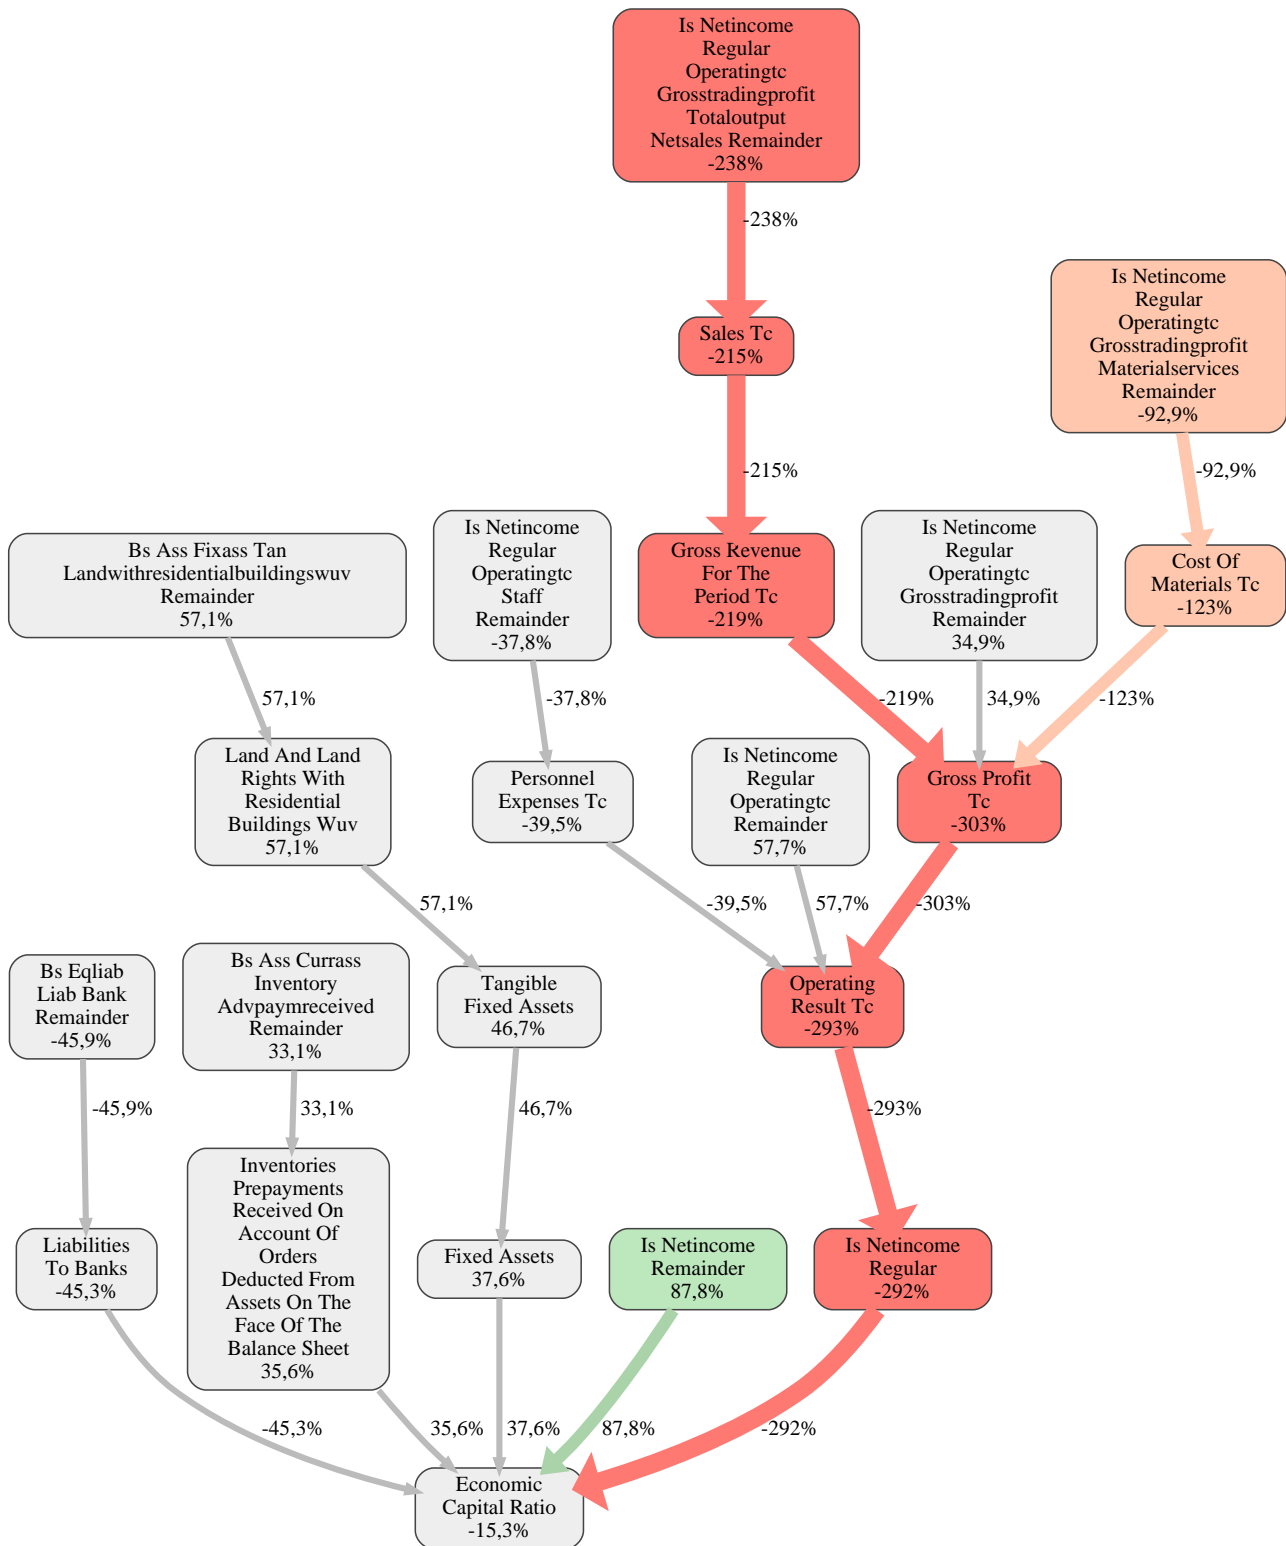 Is Netincome
Regular
Operatingtc
Grosstradingprofit
Totaloutput
Netsales Remainder
-238%
-238%
Is Netincome
Regular
Operatingtc
Grosstradingprofit
Materialservices
Remainder
-92,9%
Sales Tc
-215%
-215%
-92,9%
Bs Ass Fixass Tan
Landwithresidentialbuildingswuv
Remainder
57,1%
Is Netincome
Regular
Operatingtc
Staff
Remainder
-37,8%
Gross Revenue
For The
Period Tc
-219%
Is Netincome
Regular
Operatingtc
Grosstradingprofit
Remainder
34,9%
Cost Of
Materials Tc
-123%
57,1%
-37,8%
-219%
34,9%
-123%
Land And Land
Rights With
Residential
Buildings Wuv
57,1%
Personnel
Expenses Tc
-39,5%
Is Netincome
Regular
Operatingtc
Remainder
57,7%
Gross Profit
Tc
-303%
57,1%
-39,5%
57,7%
-303%
Bs Eqliab
Liab Bank
Remainder
-45,9%
Bs Ass Currass
Inventory
Advpaymreceived
Remainder
33,1%
Tangible
Fixed Assets
46,7%
Operating
Result Tc
-293%
-45,9%
33,1%
46,7%
-293%
Liabilities
To Banks
-45,3%
Inventories
Prepayments
Received On
Account Of
Orders
Deducted From
Assets On The
Face Of The
Balance Sheet
35,6%
Fixed Assets
37,6%
Is Netincome
Remainder
87,8%
Is Netincome
Regular
-292%
-45,3%
35,6%
37,6%
87,8%
-292%
Economic
Capital Ratio
-15,3%